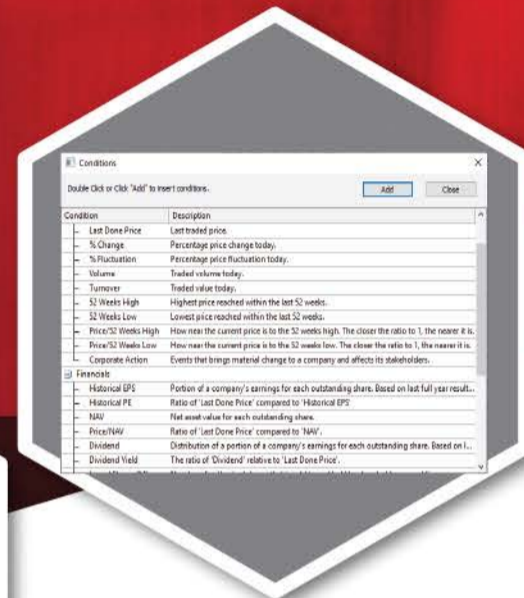 Conditions
Double Click or Click "Add" to insert conditions.
Add
Close
Condition Description
Last Done Price Last traded price.
% Change Percentage price change today.
% Fluctuation Percentage price fluctuation today.
Volume Traded volume today.
Turnover Traded value today.
52 Weeks High Highest price reached within the last 52 weeks.
52 Weeks Low Lowest price reached within the last 52 weeks.
Price/52 Weeks High How near the current price is to the 52 weeks high. The closer the ratio to 1, the nearer it is.
Price/52 Weeks Low How near the current price is to the 52 weeks low. The closer the ratio to 1, the nearer it is.
Corporate Action Events that brings material change to a company and affects its stakeholders.
Financials
Historical EPS Portion of a company's earnings for each outstanding share. Based on last full year result...
Historical PE Ratio of 'Last Done Price' compared to 'Historical EPS'
NAV Net asset value for each outstanding share.
Price/NAV Ratio of 'Last Done Price' compared to 'NAV'.
Dividend Distribution of a portion of a company's earnings for each outstanding share. Based on l...
Dividend Yield The ratio of 'Dividend' relative to 'Last Done Price'.